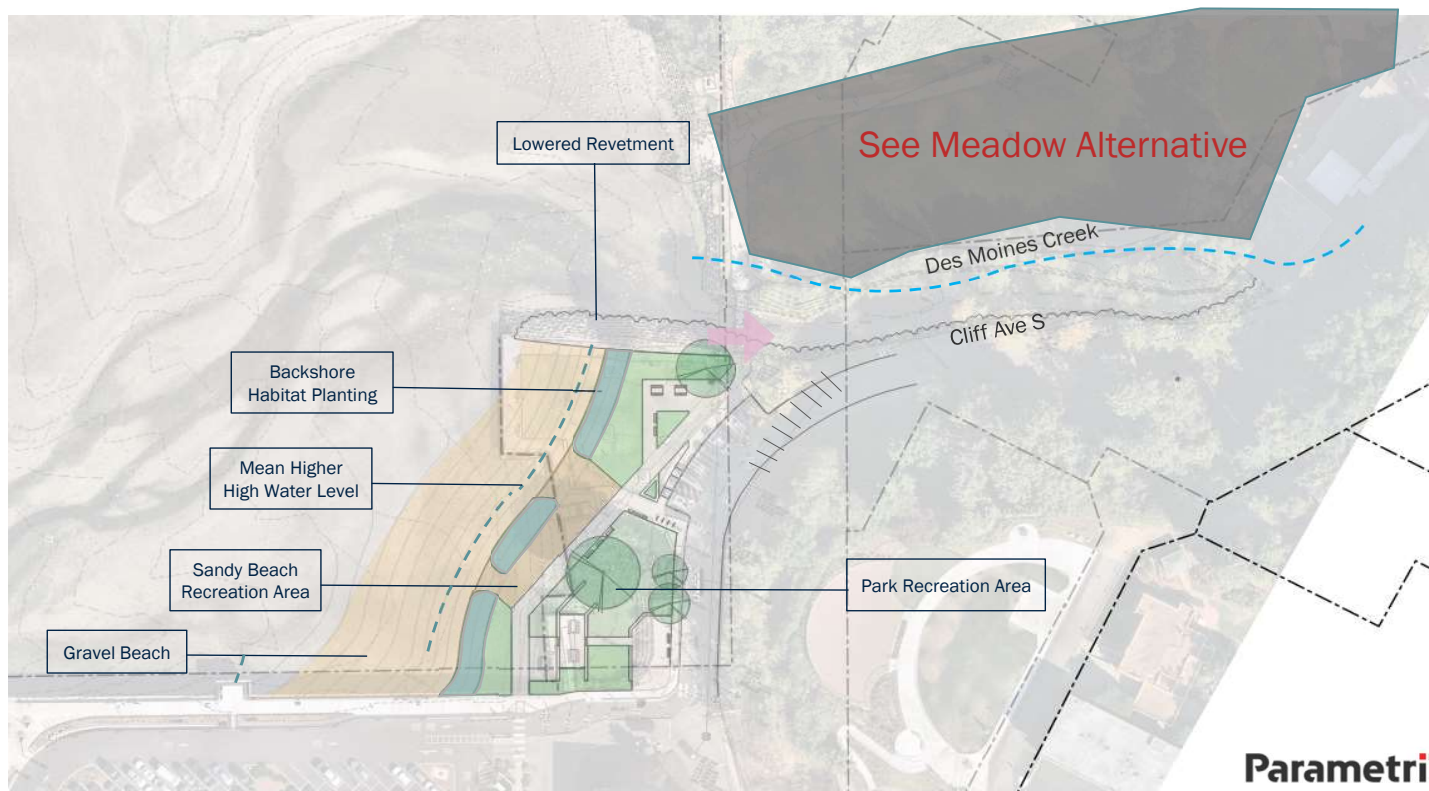 See Meadow Alternative
Lowered Revetment
Des Moines Creek
Cliff Ave S
Backshore
Habitat Planting
Mean Higher
High Water Level
Sandy Beach
Recreation Area
Park Recreation Area
Gravel Beach
Parametri